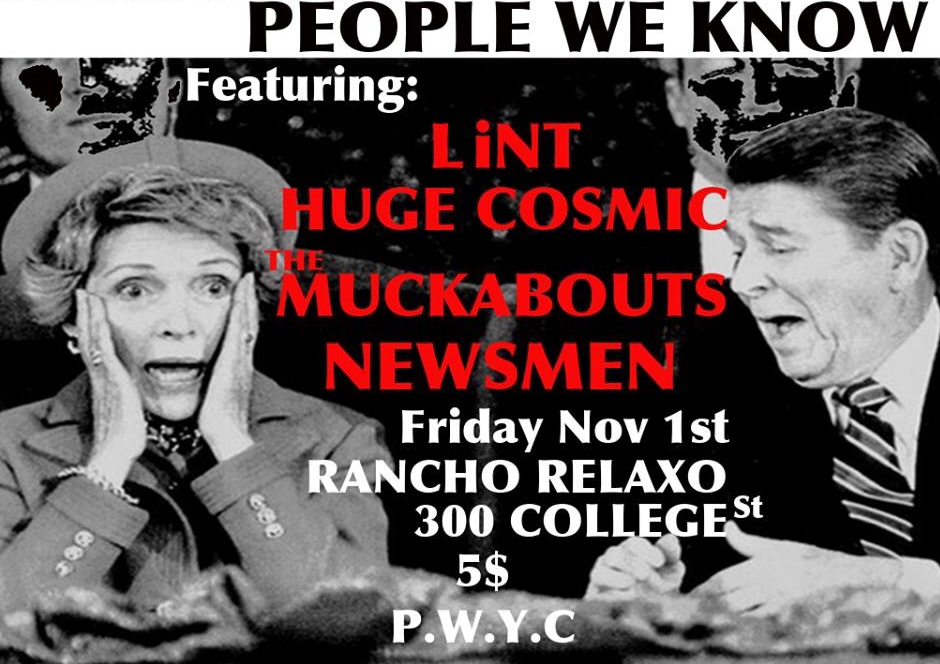 PEOPLE WE KNOW
Featuring:
LiNT
HUGE COSMIC
THE
MUCKABOUTS
NEWSMEN
Friday Nov 1st
RANCHO RELAXO
300 COLLEGE St
5$
P.W.Y.C